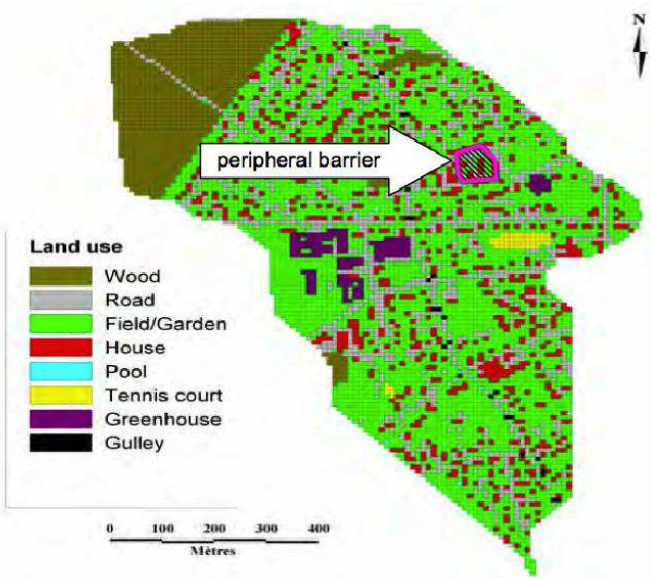 N
peripheral barrier
Land use
Wood
Road
Field/Garden
House
Pool
Tennis court
Greenhouse
Gulley
0 100 200 300 400
Mètres